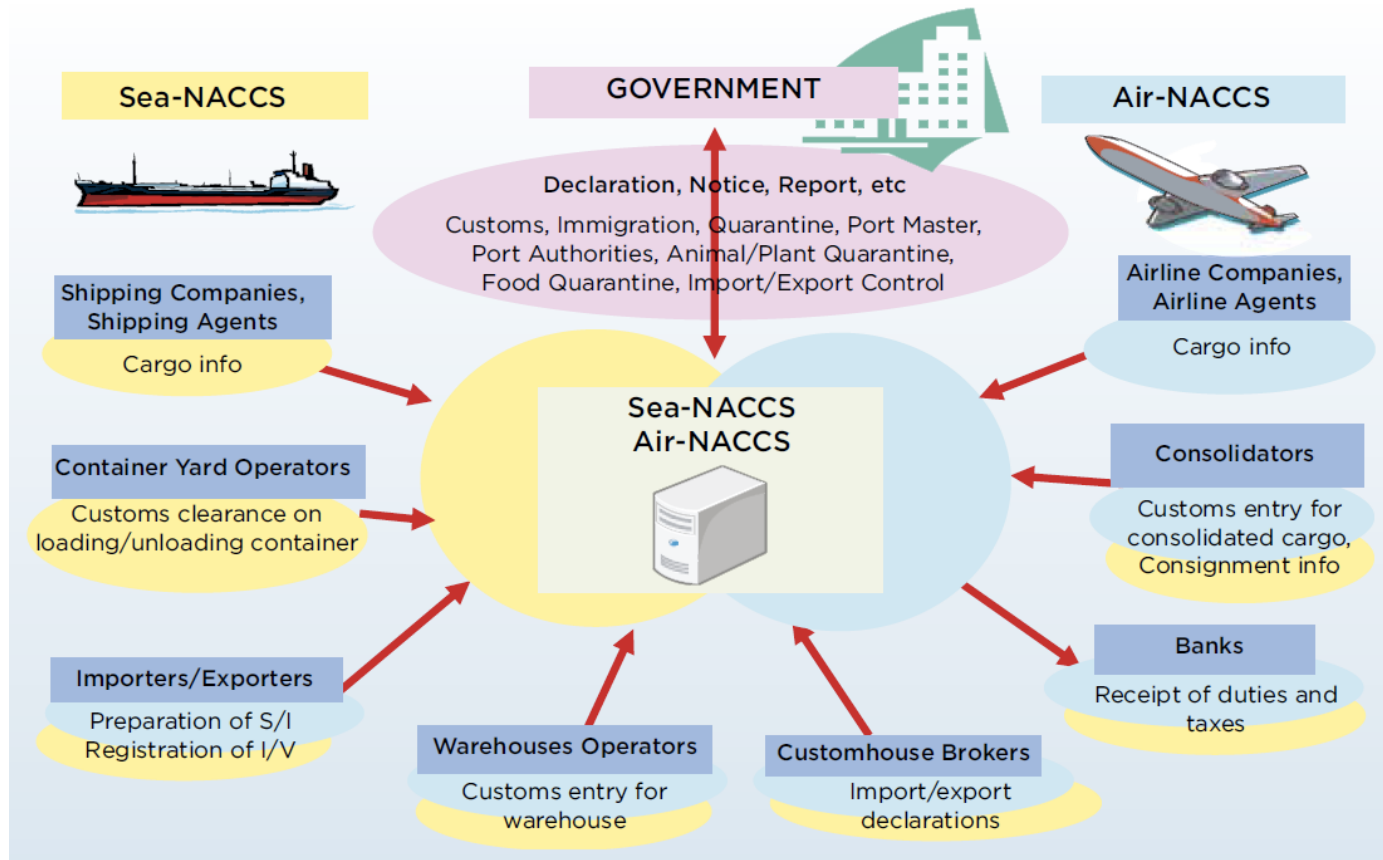 Sea-NACCS
GOVERNMENT
Air-NACCS
Declaration, Notice, Report, etc
Customs, Immigration, Quarantine, Port Master,
Port Authorities, Animal/Plant Quarantine,
Food Quarantine, Import/Export Control
Shipping Companies,
Shipping Agents
Cargo info
Airline Companies,
Airline Agents
Cargo info
Sea-NACCS
Air-NACCS
Container Yard Operators
Customs clearance on
loading/unloading container
Consolidators
Customs entry for
consolidated cargo,
Consignment info
Importers/Exporters
Preparation of S/I
Registration of I/V
Warehouses Operators
Customs entry for
warehouse
Customhouse Brokers
Import/export
declarations
Banks
Receipt of duties and
taxes